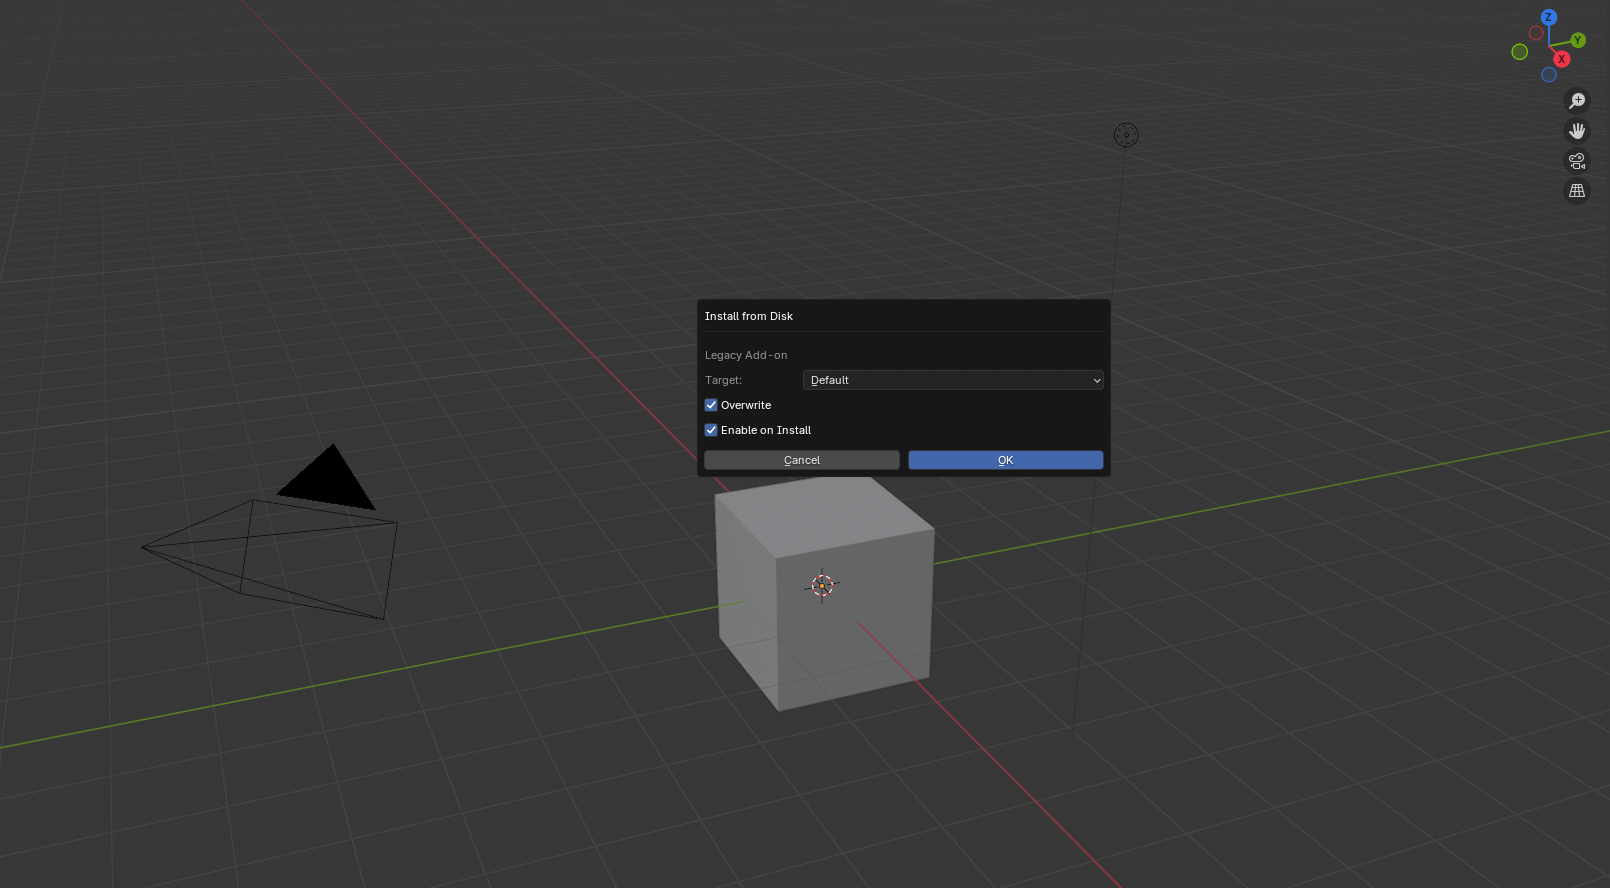 Z
Y
X
Install from Disk
Legacy Add-on
Target: Default
Overwrite
Enable on Install
Cancel OK